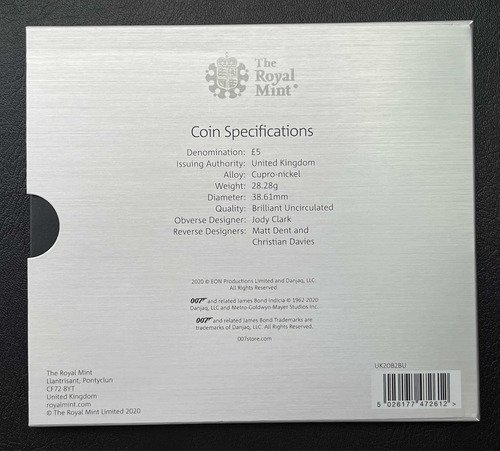 The
Royal
Mint®
Coin Specifications
Denomination: £5
Issuing Authority: United Kingdom
Alloy: Cupro-nickel
Weight: 28.28g
Diameter: 38.61mm
Quality: Brilliant Uncirculated
Obverse Designer: Jody Clark
Reverse Designers: Matt Dent and
Christian Davies
2020 © EON Productions Limited and Danjaq, LLC.
All Rights Reserved.
007 and related James Bond Indicia © 1962-2020
Danjaq, LLC and Metro-Goldwyn-Mayer Studios Inc.
007 and related James Bond Trademarks are
trademarks of Danjaq, LLC. All Rights Reserved.
007store.com
The Royal Mint
Llantrisant, Pontyclun
CF72 8YT
United Kingdom
royalmint.com
© The Royal Mint Limited 2020
UK20B2BU
5 026177 472612 >